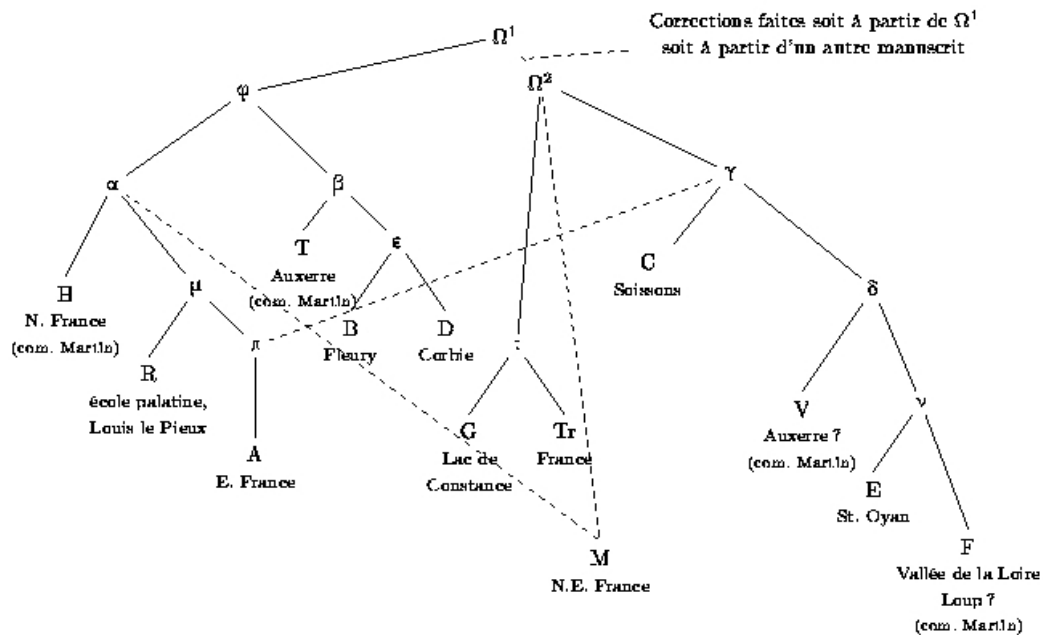 Ω¹
Corrections faites soit A partir de Ω¹
soit A partir d'un autre manuscrit
Ω²
φ
α
β
γ
T
Auxerre
(com. Martin)
ε
C
Soissons
H
N. France
(com. Martin)
μ
δ
B
Fleury
D
Corbie
π
R
école palatine,
Louis le Pieux
A
E. France
G
Lac de
Constance
Tr
France
V
Auxerre ?
(com. Martin)
ν
E
St. Oyan
M
N.E. France
F
Vallée de la Loire
Loup ?
(com. Martin)